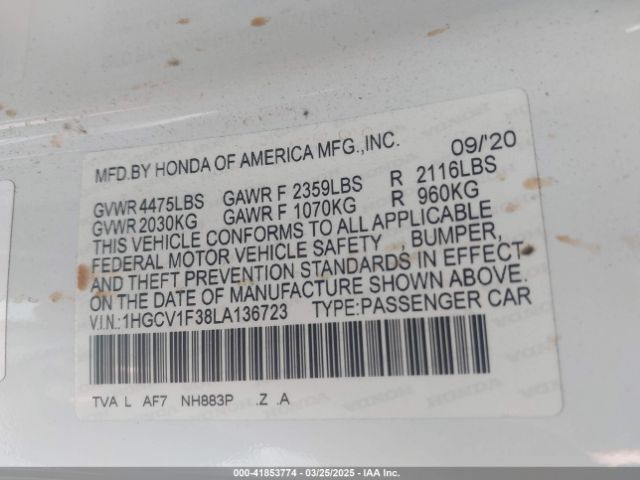 MFD.BY HONDA OF AMERICA MFG.,INC. 09/'20
GVWR 4475LBS GAWR F 2359LBS R 2116LBS
GVWR 2030KG GAWR F 1070KG R 960KG
THIS VEHICLE CONFORMS TO ALL APPLICABLE
FEDERAL MOTOR VEHICLE SAFETY , BUMPER,
AND THEFT PREVENTION STANDARDS IN EFFECT
ON THE DATE OF MANUFACTURE SHOWN ABOVE.
V.I.N.: 1HGCV1F38LA136723 TYPE:PASSENGER CAR
TVA L AF7 NH883P .Z .A
000-41853774 - 03/25/2025 - IAA Inc.